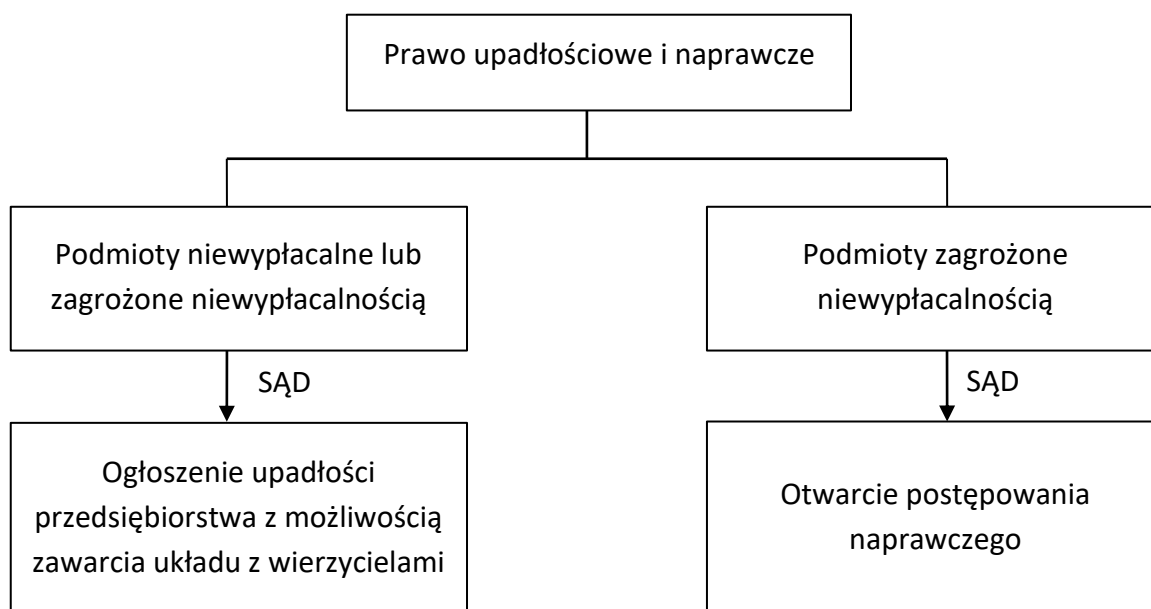 Prawo upadłościowe i naprawcze
Podmioty niewypłacalne lub
zagrożone niewypłacalnością
Podmioty zagrożone
niewypłacalnością
SĄD
SĄD
Ogłoszenie upadłości
przedsiębiorstwa z możliwością
zawarcia układu z wierzycielami
Otwarcie postępowania
naprawczego